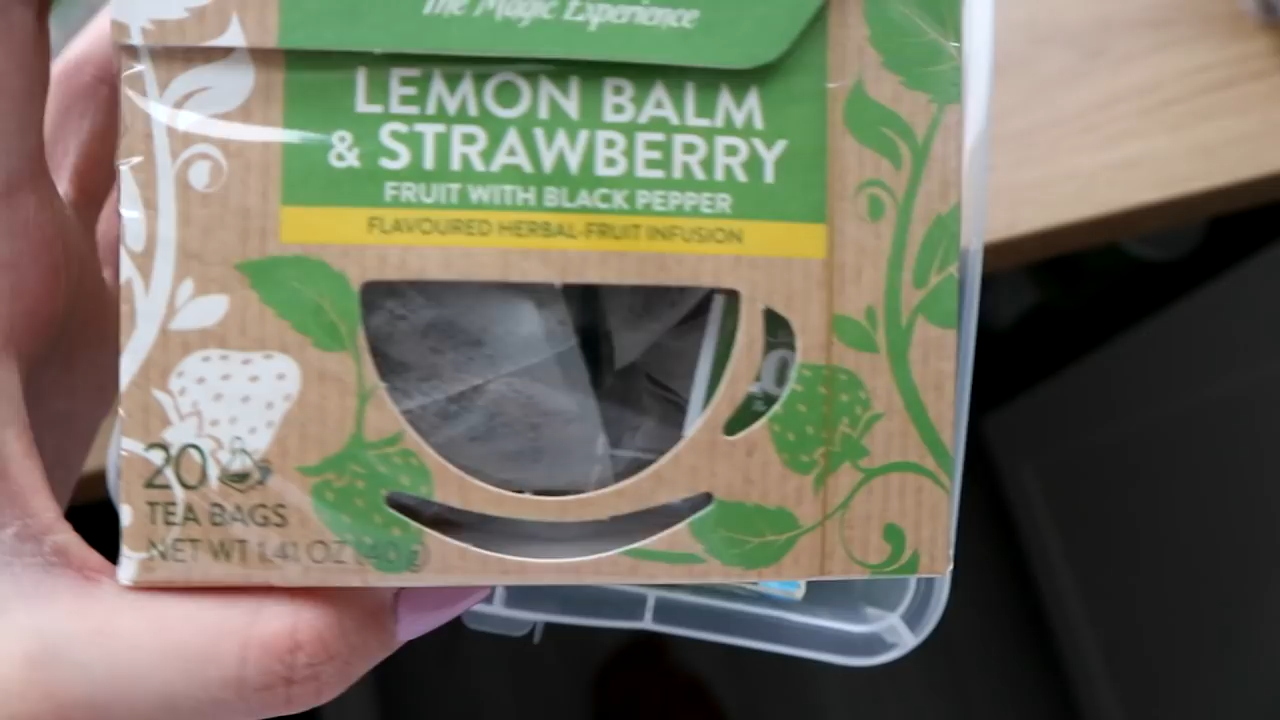 The Magic Experience
LEMON BALM
& STRAWBERRY
FRUIT WITH BLACK PEPPER
FLAVOURED HERBAL-FRUIT INFUSION
20
TEA BAGS
NET WT 1.41 OZ (40 g)